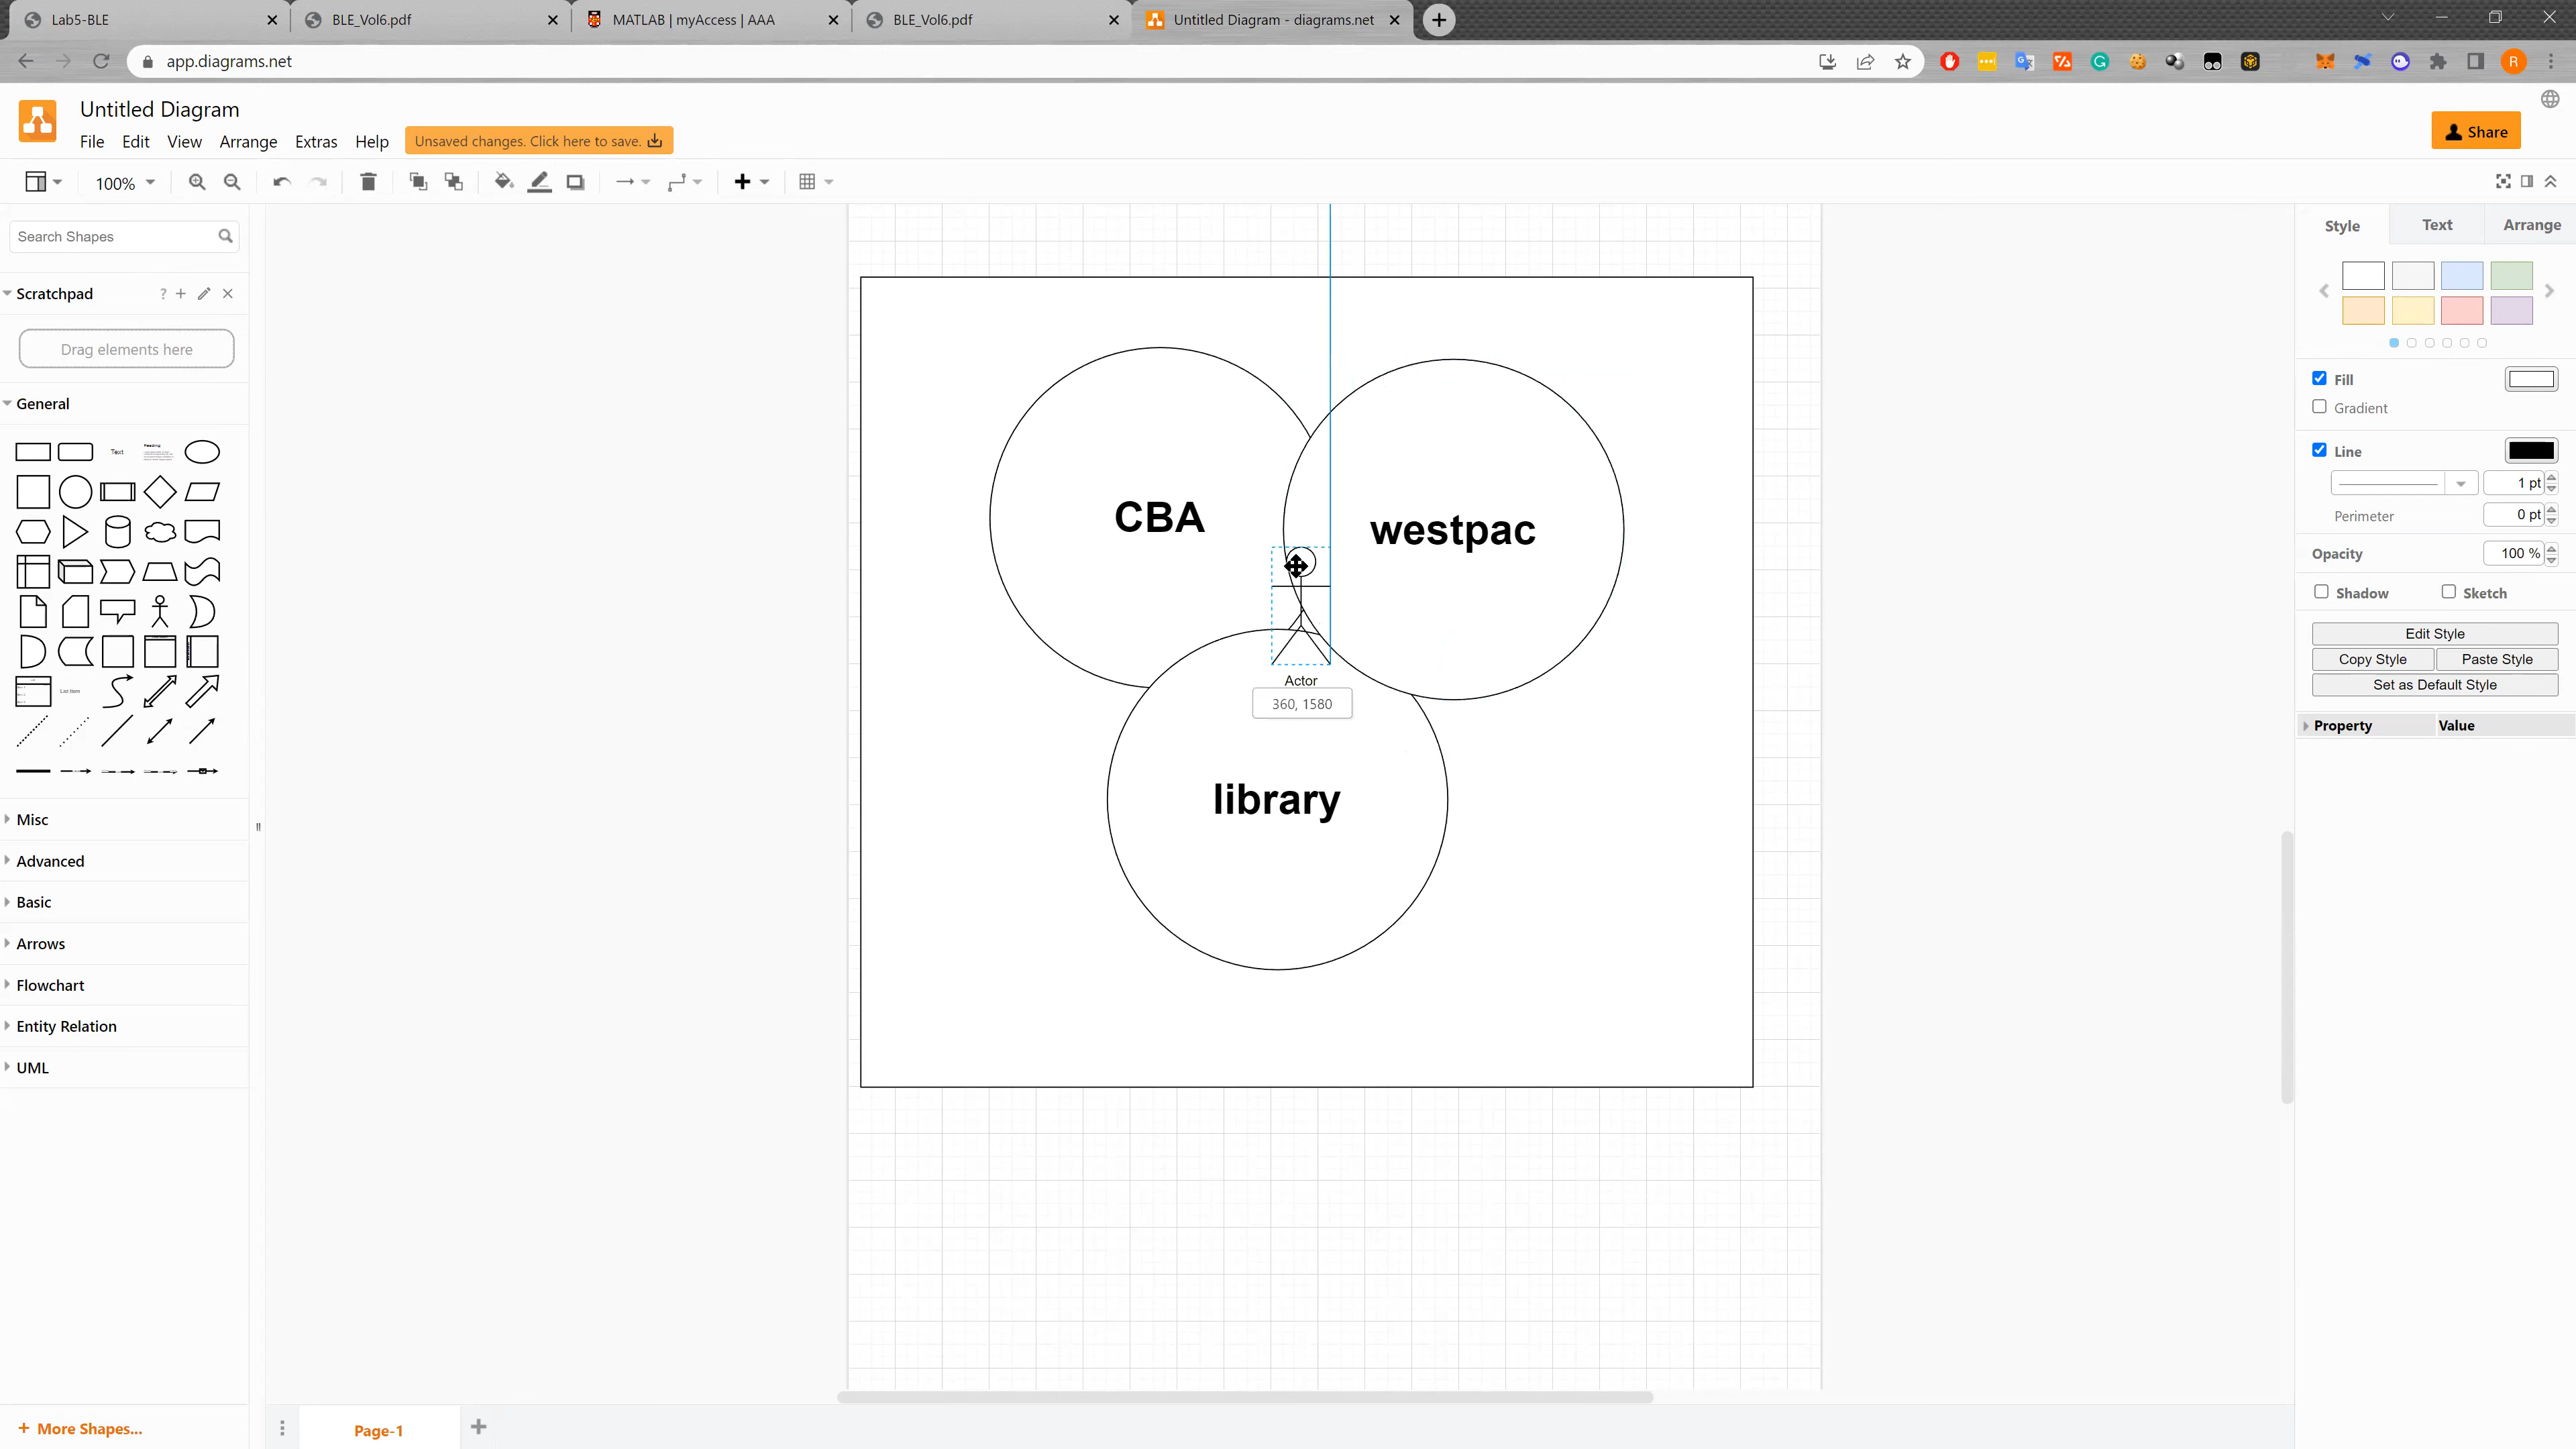 Lab5-BLE
BLE_Vol6.pdf
MATLAB | myAccess | AAA
BLE_Vol6.pdf
Untitled Diagram - diagrams.net
app.diagrams.net
R
Untitled Diagram
File Edit View Arrange Extras Help
Unsaved changes. Click here to save.
Share
100%
Search Shapes
Scratchpad
?
Drag elements here
General
Text
Heading
List Item
Misc
Advanced
Basic
Arrows
Flowchart
Entity Relation
UML
+ More Shapes...
CBA
westpac
Actor
360, 1580
library
Page-1
Style Text Arrange
Fill
Gradient
Line
1 pt
Perimeter 0 pt
Opacity 100 %
Shadow Sketch
Edit Style
Copy Style Paste Style
Set as Default Style
Property Value